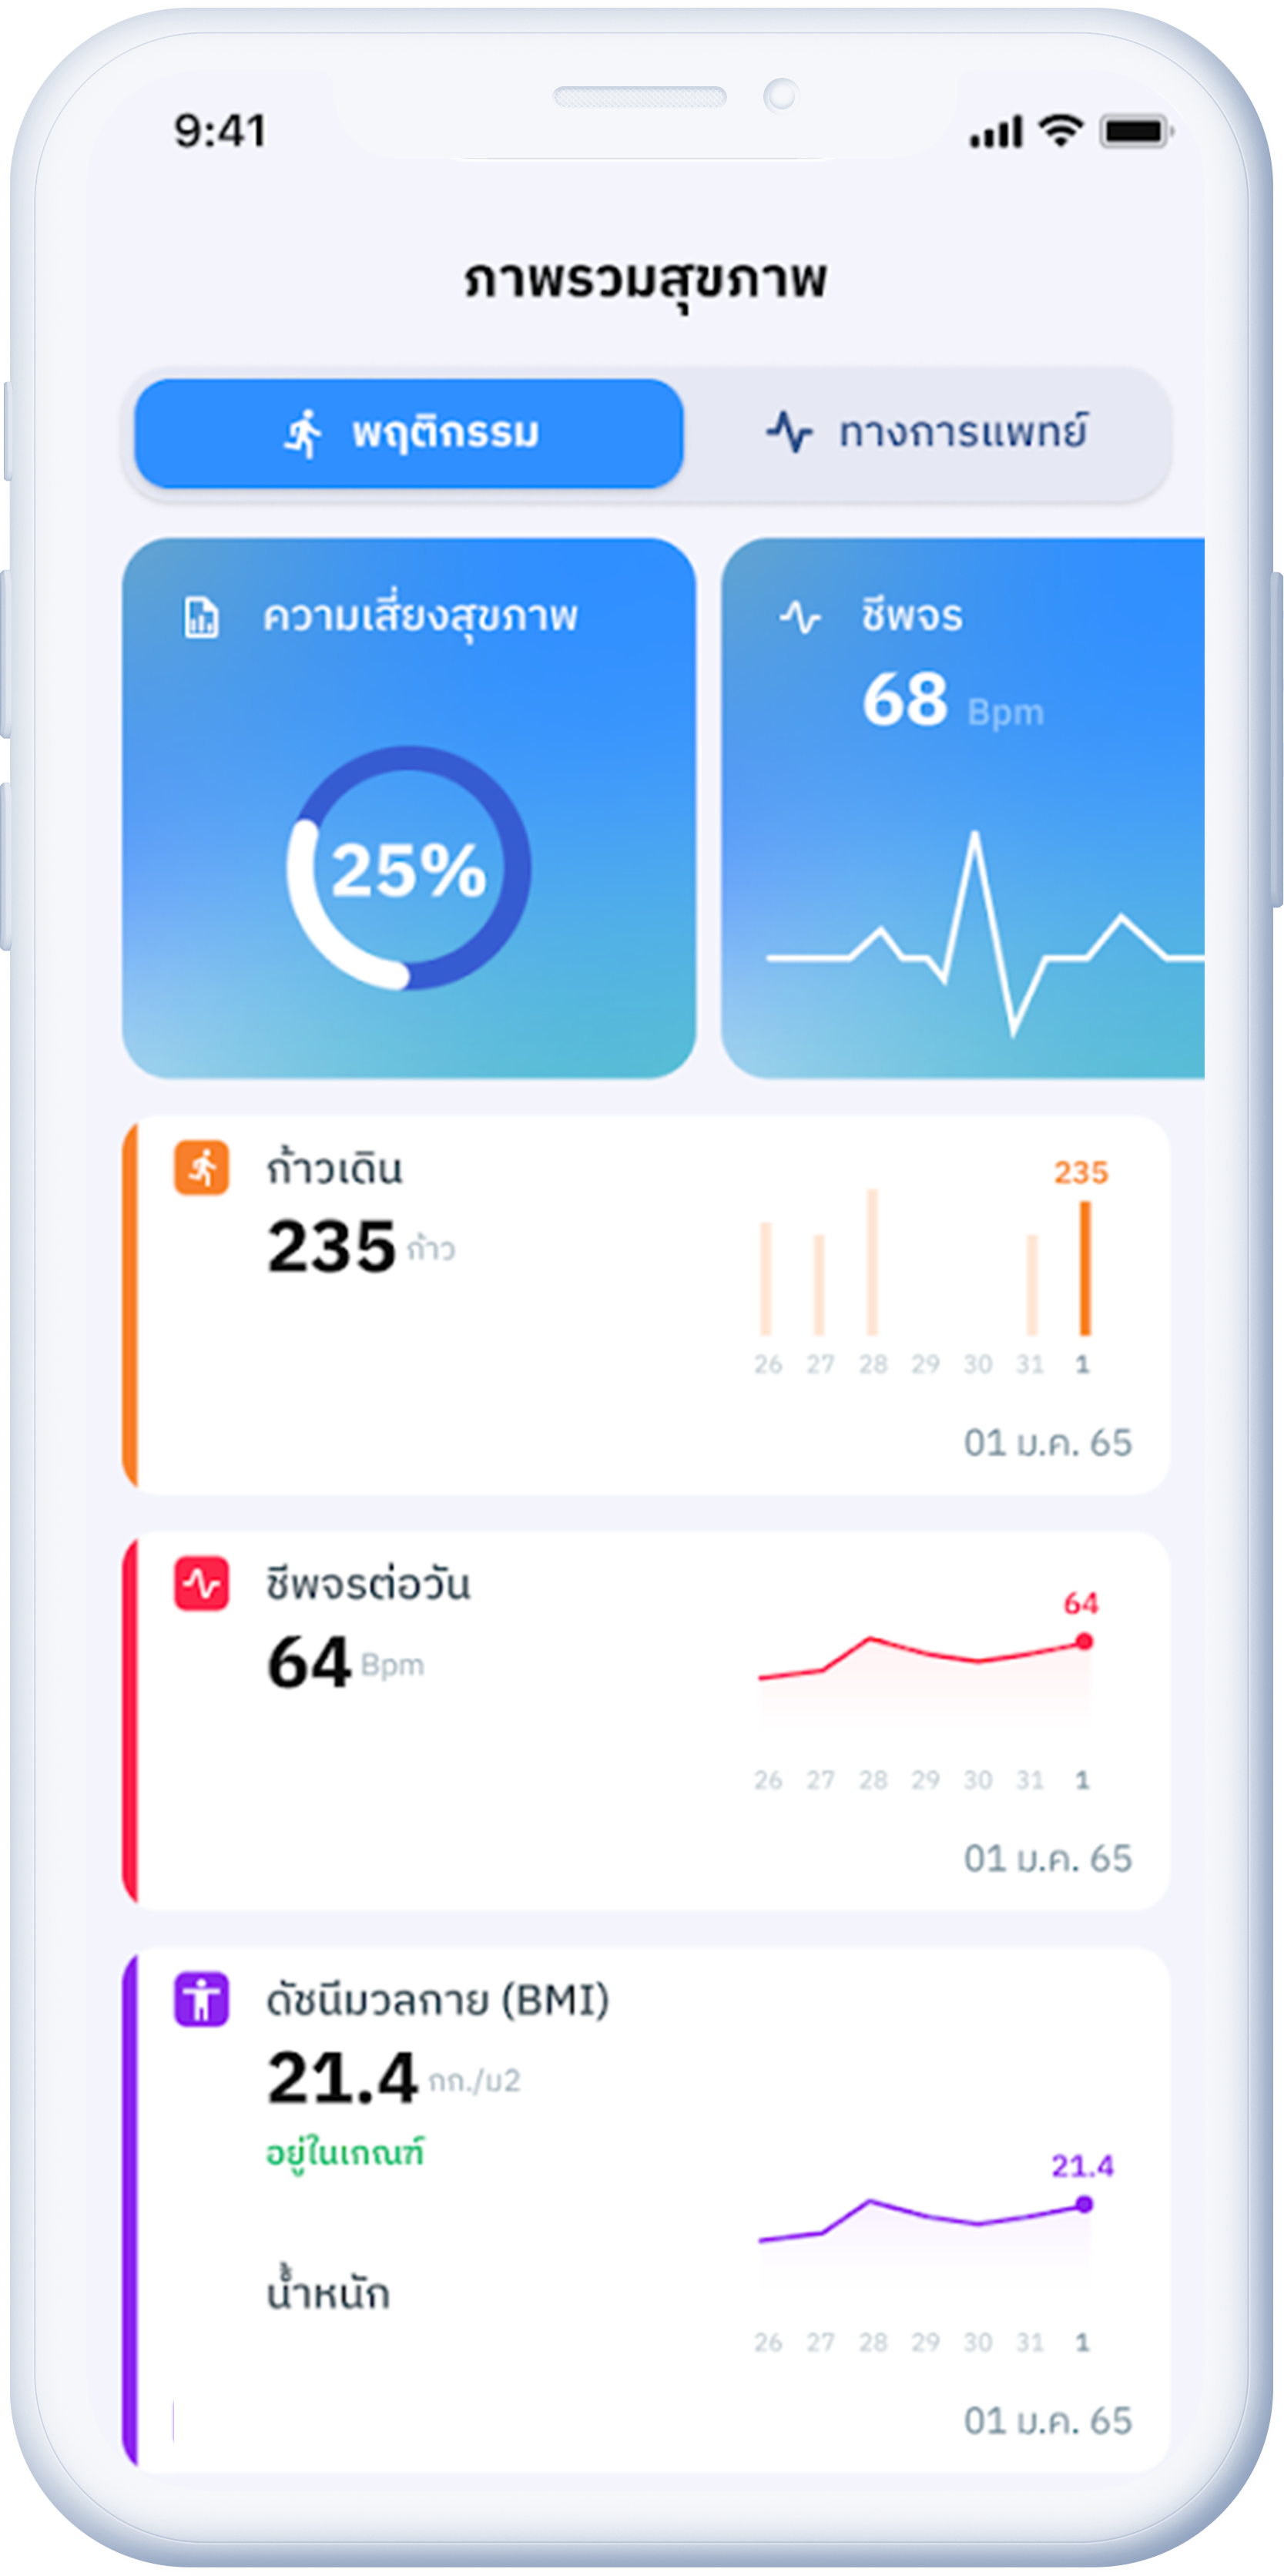 9:41
ภาพรวมสุขภาพ
พฤติกรรม
ทางการแพทย์
ความเสี่ยงสุขภาพ
25%
ชีพจร
68 Bpm
ก้าวเดิน
235 ก้าว
235
26 27 28 29 30 31 1
01 ม.ค. 65
ชีพจรต่อวัน
64 Bpm
64
26 27 28 29 30 31 1
01 ม.ค. 65
ดัชนีมวลกาย (BMI)
21.4 กก./ม2
อยู่ในเกณฑ์
21.4
น้ำหนัก
26 27 28 29 30 31 1
01 ม.ค. 65